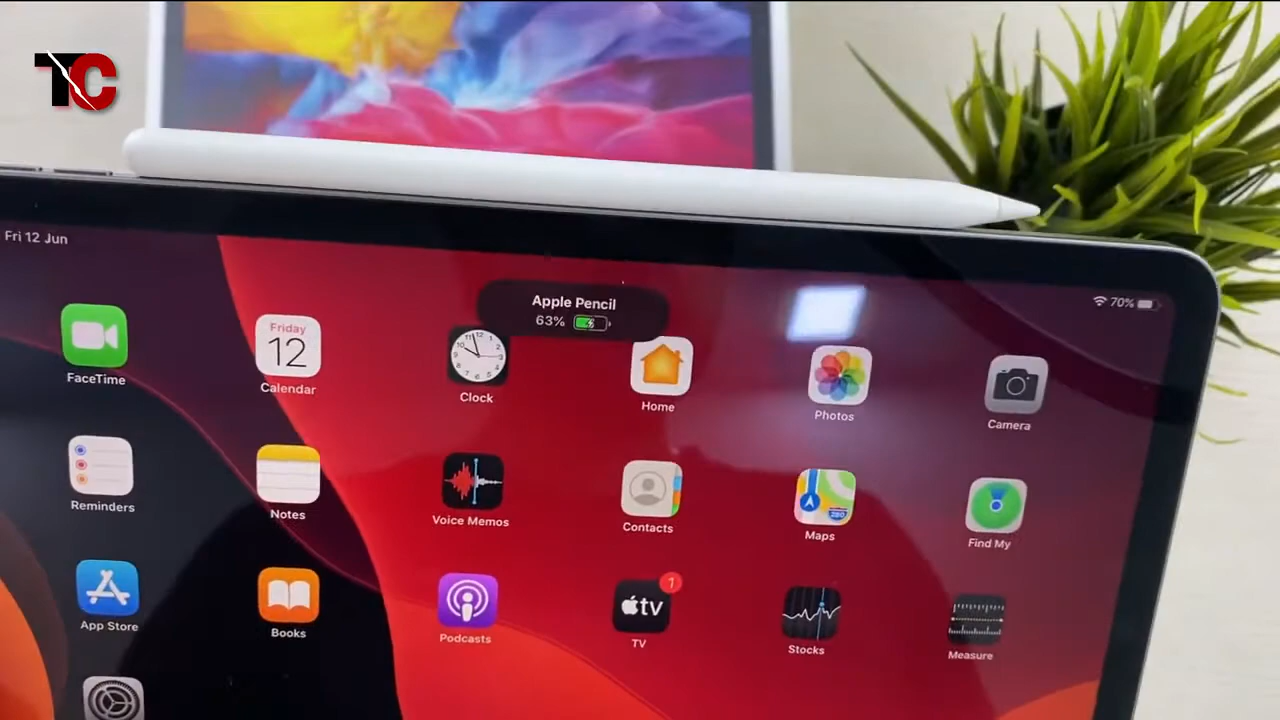 TC
Fri 12 Jun
70%
Apple Pencil
63%
FaceTime
Friday
12
Calendar
Clock
Home
Photos
Camera
Reminders
Notes
Voice Memos
Contacts
Maps
Find My
App Store
Books
Podcasts
tv
1
TV
Stocks
Measure